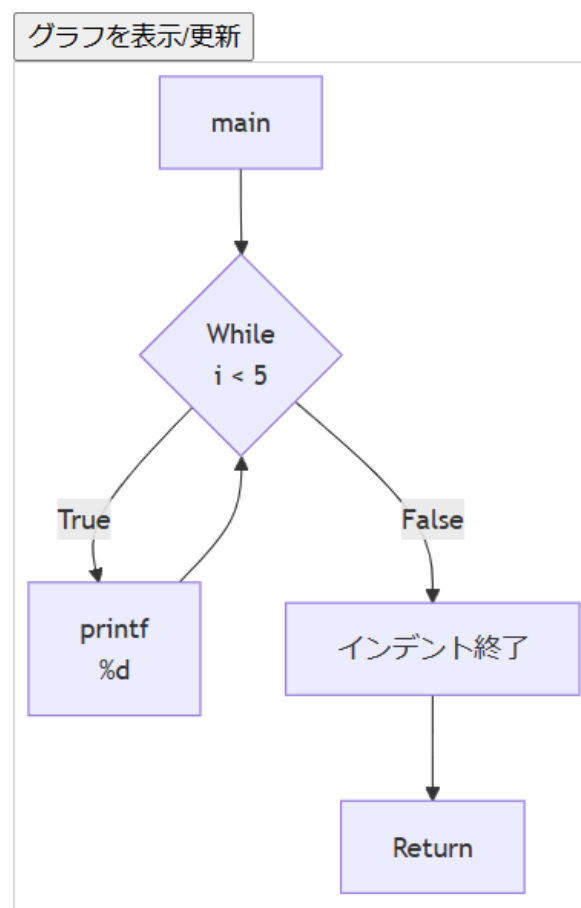 グラフを表示/更新
main
While
i < 5
True
False
printf
%d
インデント終了
Return